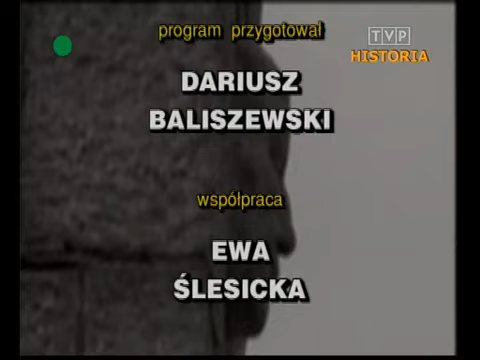 program przygotował
TVP
HISTORIA
DARIUSZ
BALISZEWSKI
współpraca
EWA
ŚLESICKA